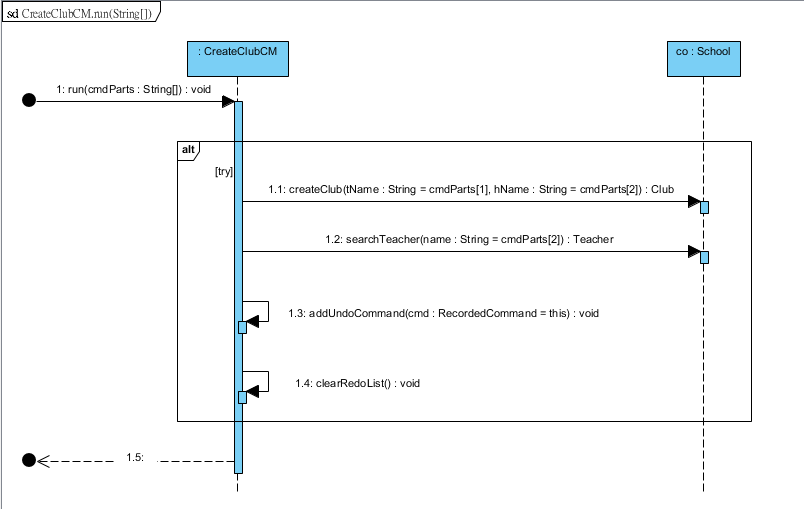 sd CreateClubCM.run(String[])
: CreateClubCM
co : School
1: run(cmdParts : String[]) : void
alt
[try]
1.1: createClub(tName : String = cmdParts[1], hName : String = cmdParts[2]) : Club
1.2: searchTeacher(name : String = cmdParts[2]) : Teacher
1.3: addUndoCommand(cmd : RecordedCommand = this) : void
1.4: clearRedoList() : void
1.5: